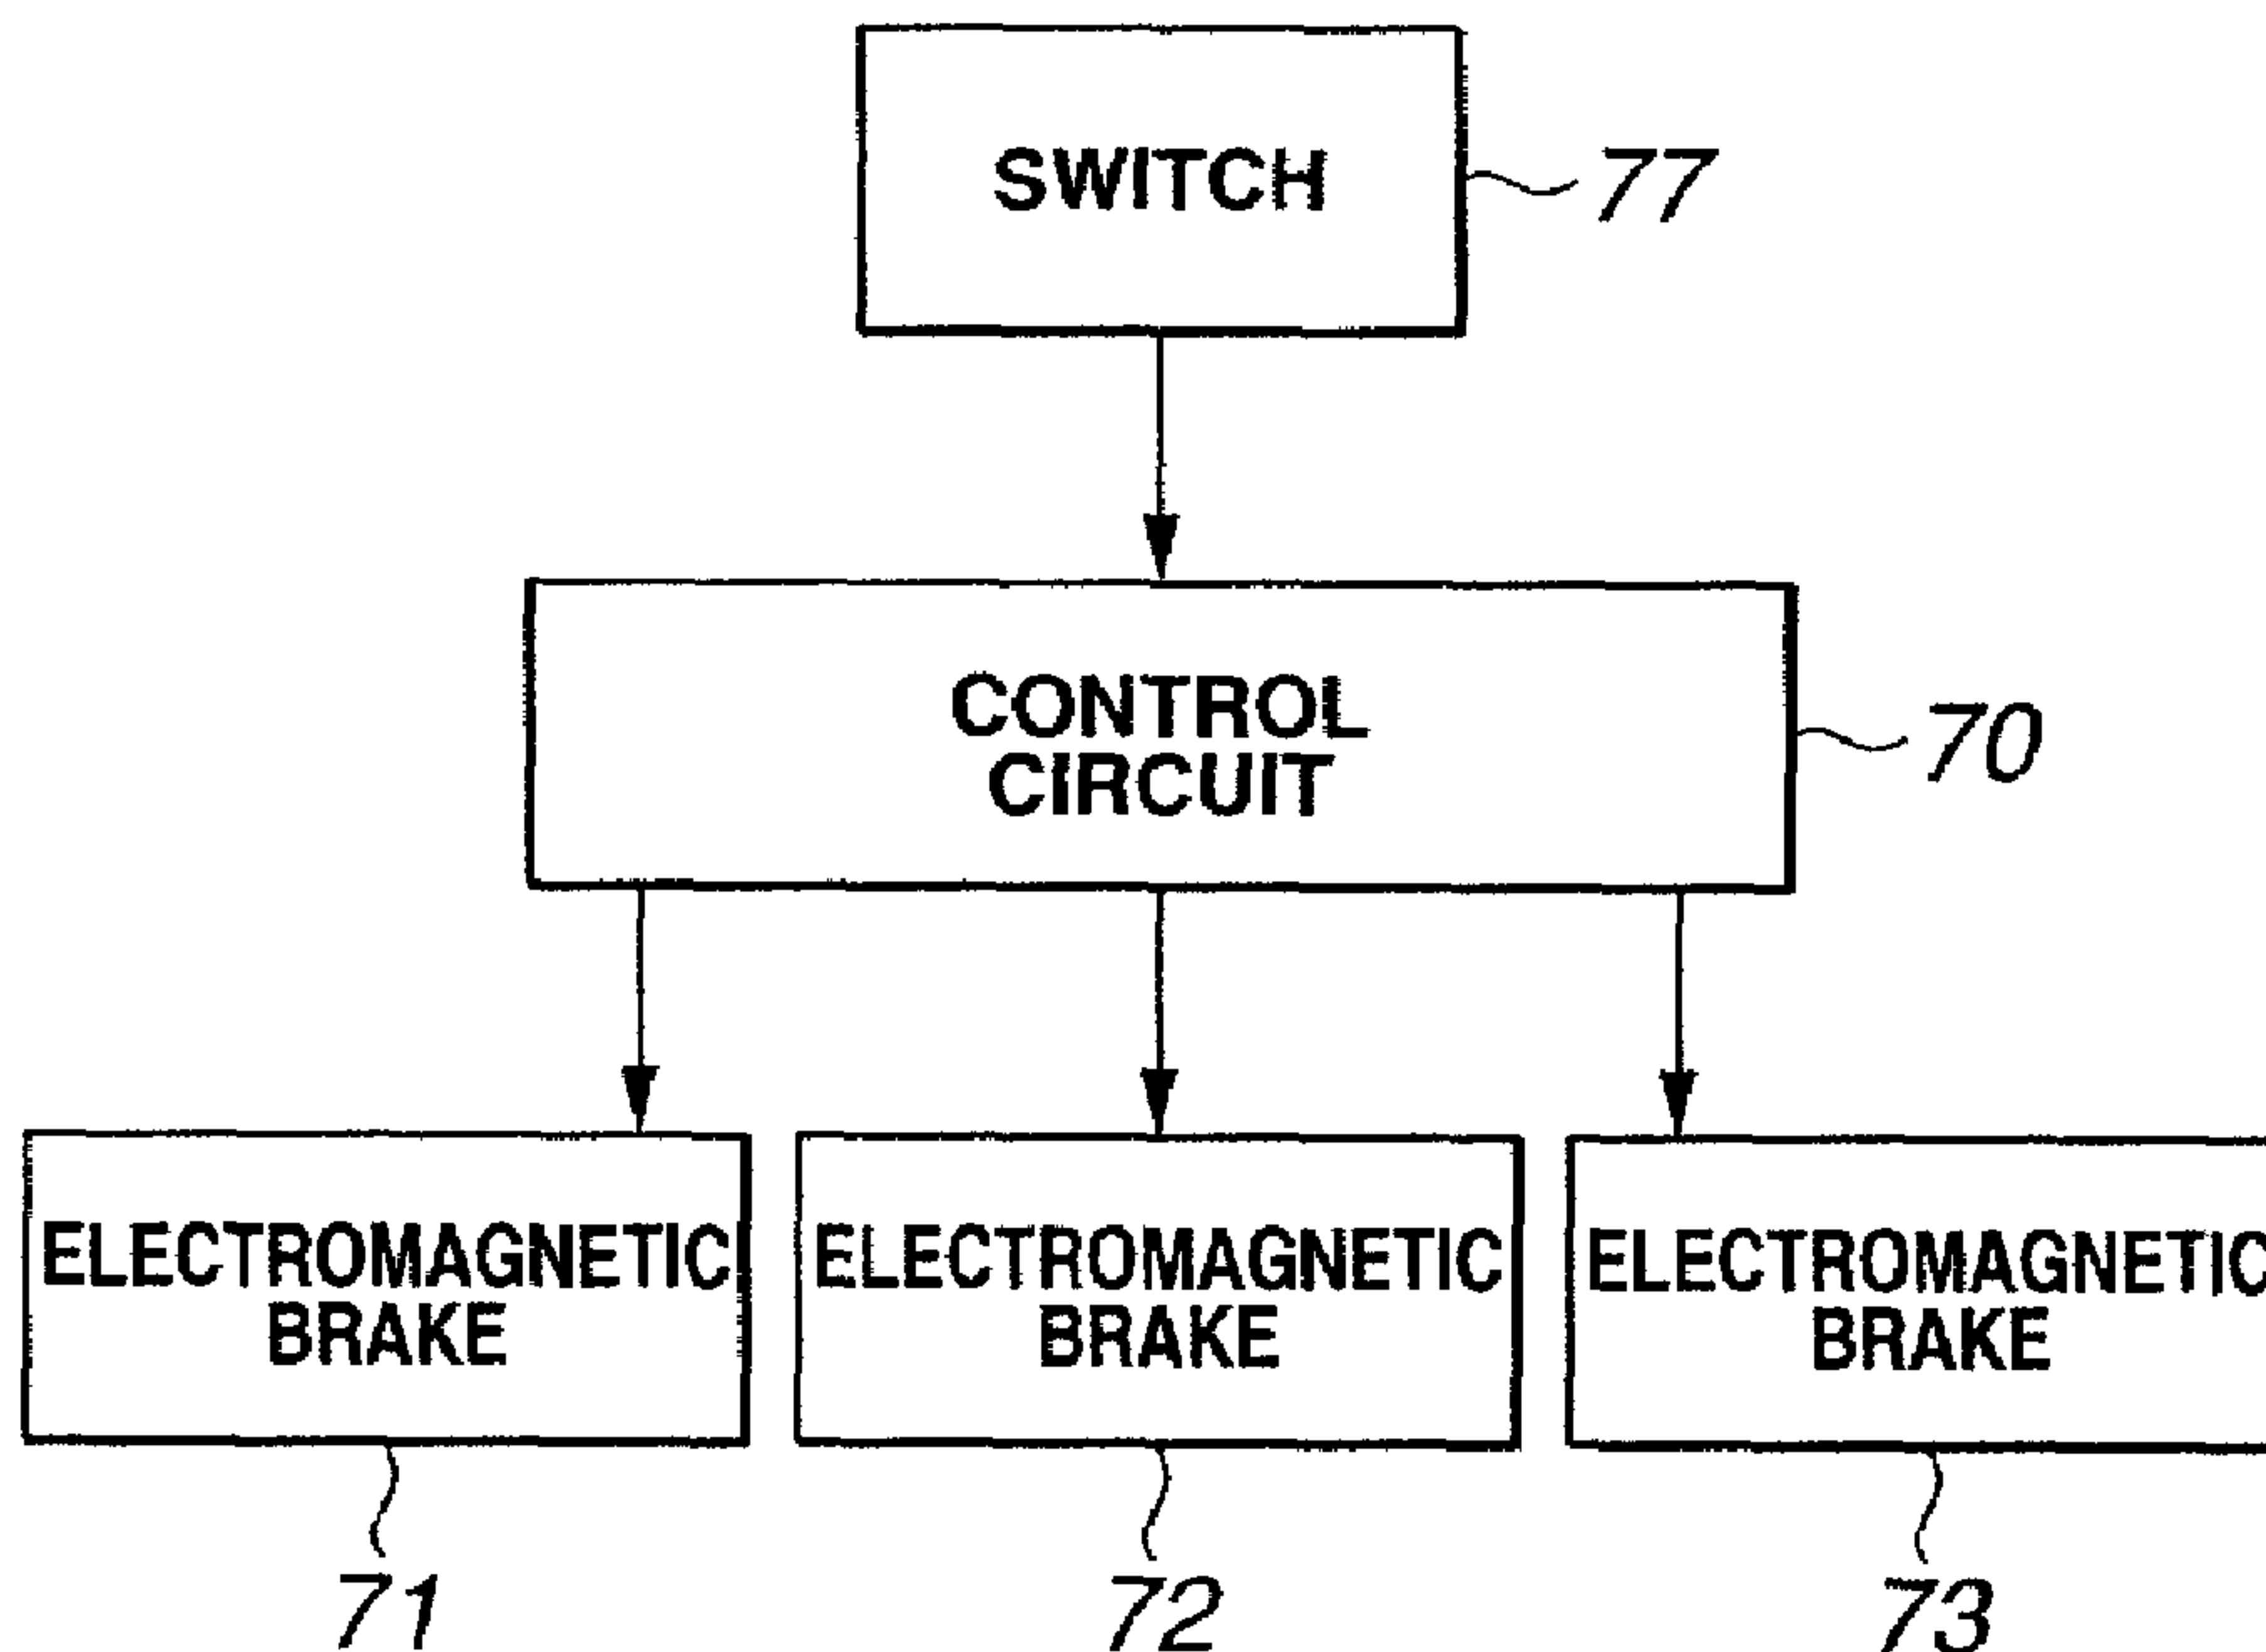 SWITCH
77
CONTROL
CIRCUIT
70
ELECTROMAGNETIC
BRAKE
ELECTROMAGNETIC
BRAKE
ELECTROMAGNETIC
BRAKE
71
72
73